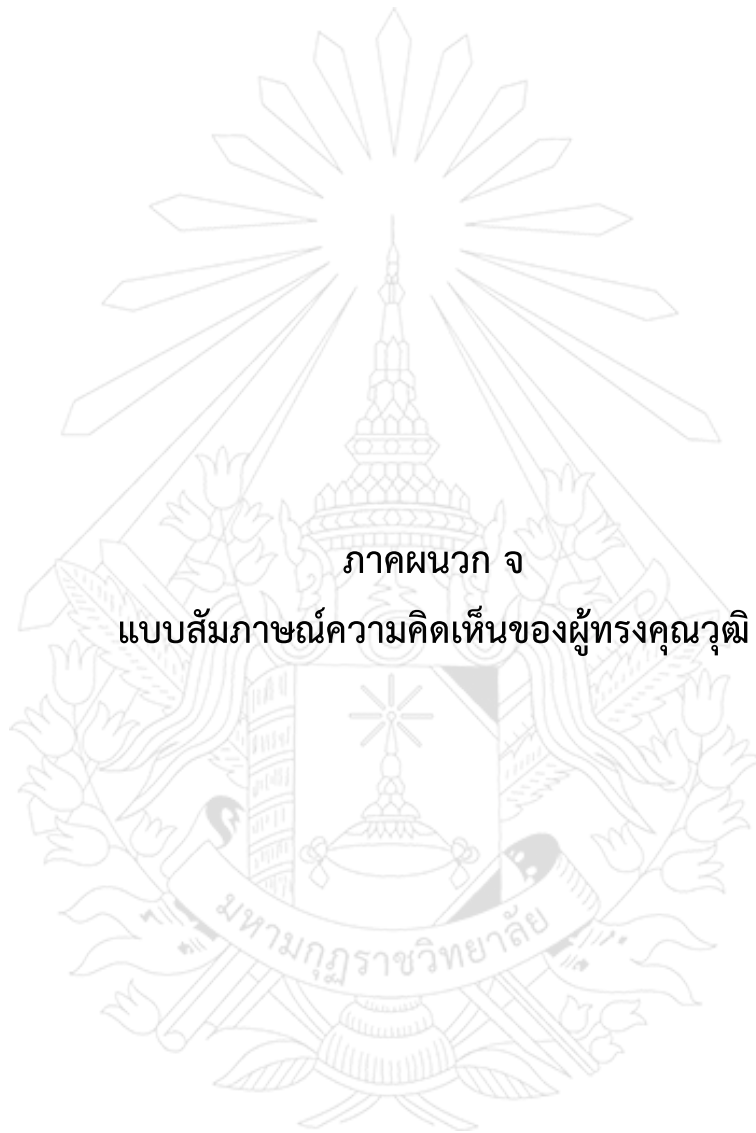 ภาคผนวก จ
แบบสัมภาษณ์ความคิดเห็นของผู้ทรงคุณวุฒิ
มหามกุฏราชวิทยาลัย